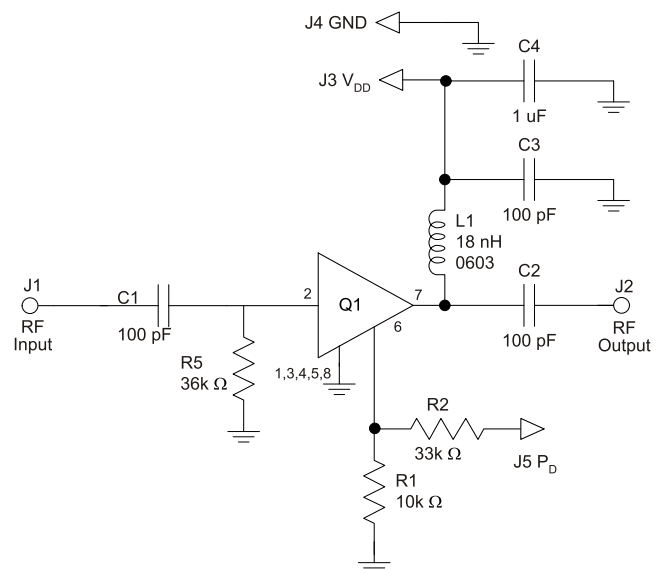 J4 GND
C4
J3 V_DD
1 uF
C3
100 pF
L1
18 nH
0603
J1
C1
2
Q1
7
C2
J2
RF
Input
100 pF
6
100 pF
RF
Output
R5
36k Ω
1,3,4,5,8
R2
33k Ω
J5 P_D
R1
10k Ω